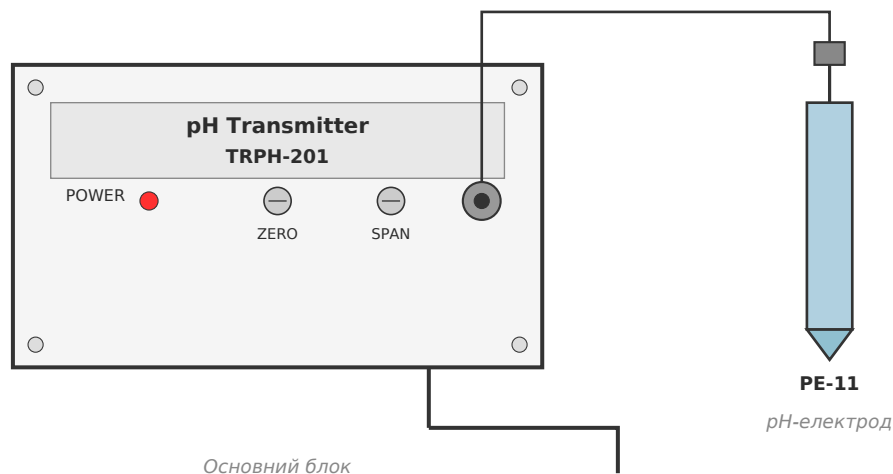 pH Transmitter
TRPH-201
POWER
ZERO
SPAN
PE-11
pH-електрод
Основний блок